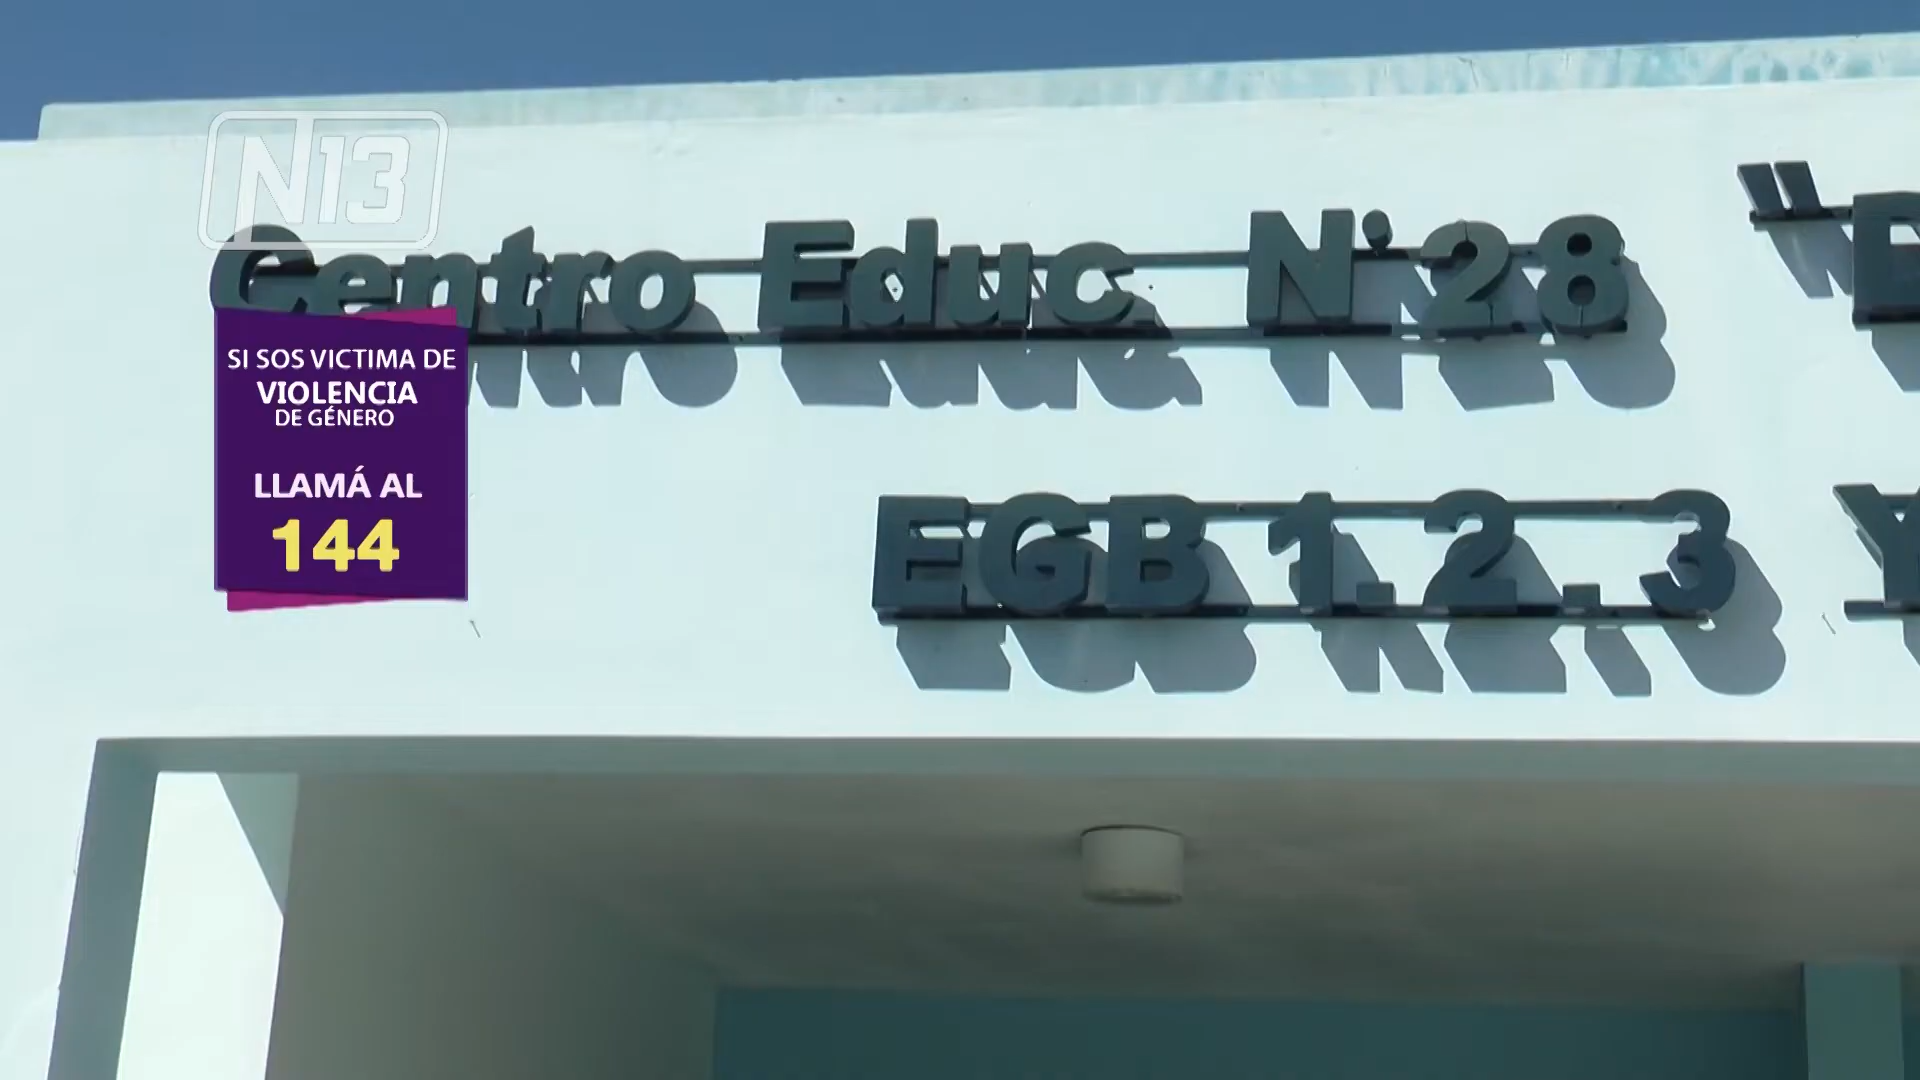 N13
Centro Educ N°28 "
SI SOS VICTIMA DE
VIOLENCIA
DE GÉNERO
LLAMÁ AL
144
EGB 1.2.3 Y